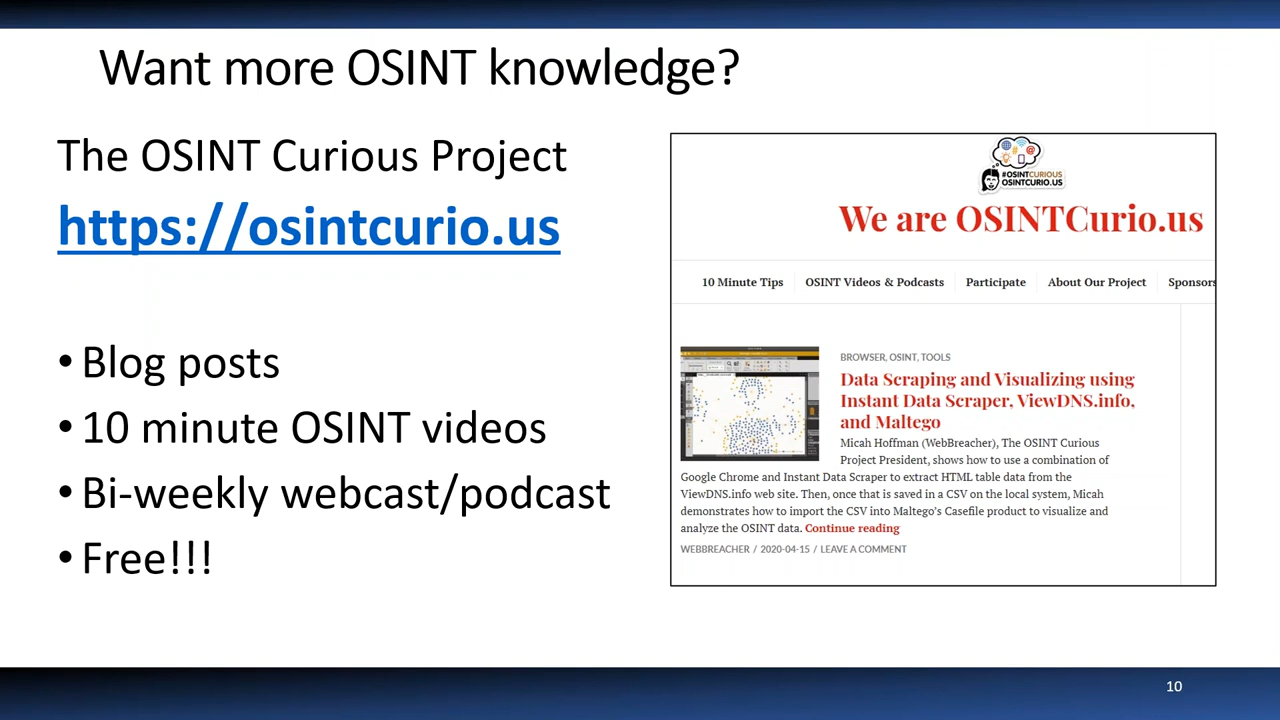 Want more OSINT knowledge?
The OSINT Curious Project
https://osintcurio.us
• Blog posts
• 10 minute OSINT videos
• Bi-weekly webcast/podcast
• Free!!!
#OSINTCURIOUS
OSINTCURIO.US
We are OSINTCurio.us
10 Minute Tips OSINT Videos & Podcasts Participate About Our Project Sponsors
BROWSER, OSINT, TOOLS
Data Scraping and Visualizing using
Instant Data Scraper, ViewDNS.info,
and Maltego
Micah Hoffman (WebBreacher), The OSINT Curious
Project President, shows how to use a combination of
Google Chrome and Instant Data Scraper to extract HTML table data from the
ViewDNS.info web site. Then, once that is saved in a CSV on the local system, Micah
demonstrates how to import the CSV into Maltego's Casefile product to visualize and
analyze the OSINT data. Continue reading
WEBBREACHER / 2020-04-15 / LEAVE A COMMENT
10